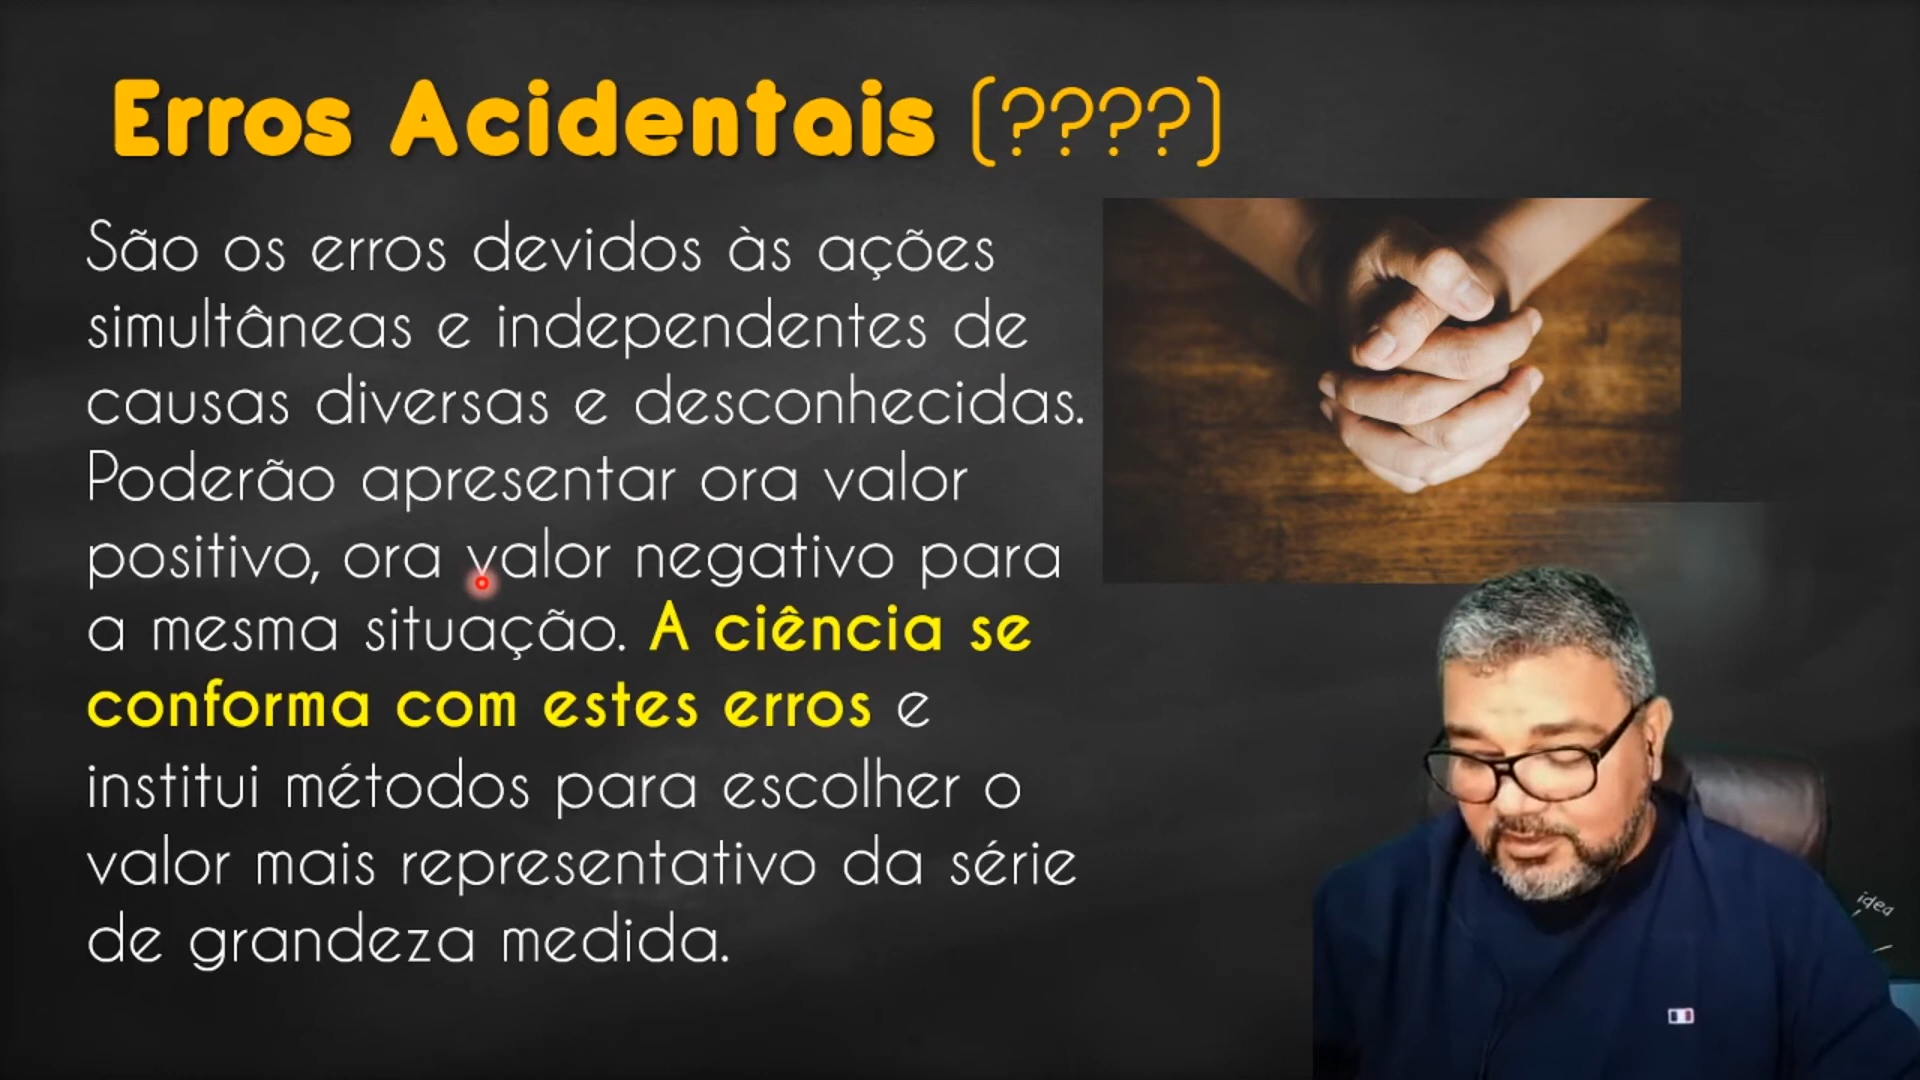 Erros Acidentais (????)
São os erros devidos às ações
simultâneas e independentes de
causas diversas e desconhecidas.
Poderão apresentar ora valor
positivo, ora valor negativo para
a mesma situação. A ciência se
conforma com estes erros e
institui métodos para escolher o
valor mais representativo da série
de grandeza medida.
idea